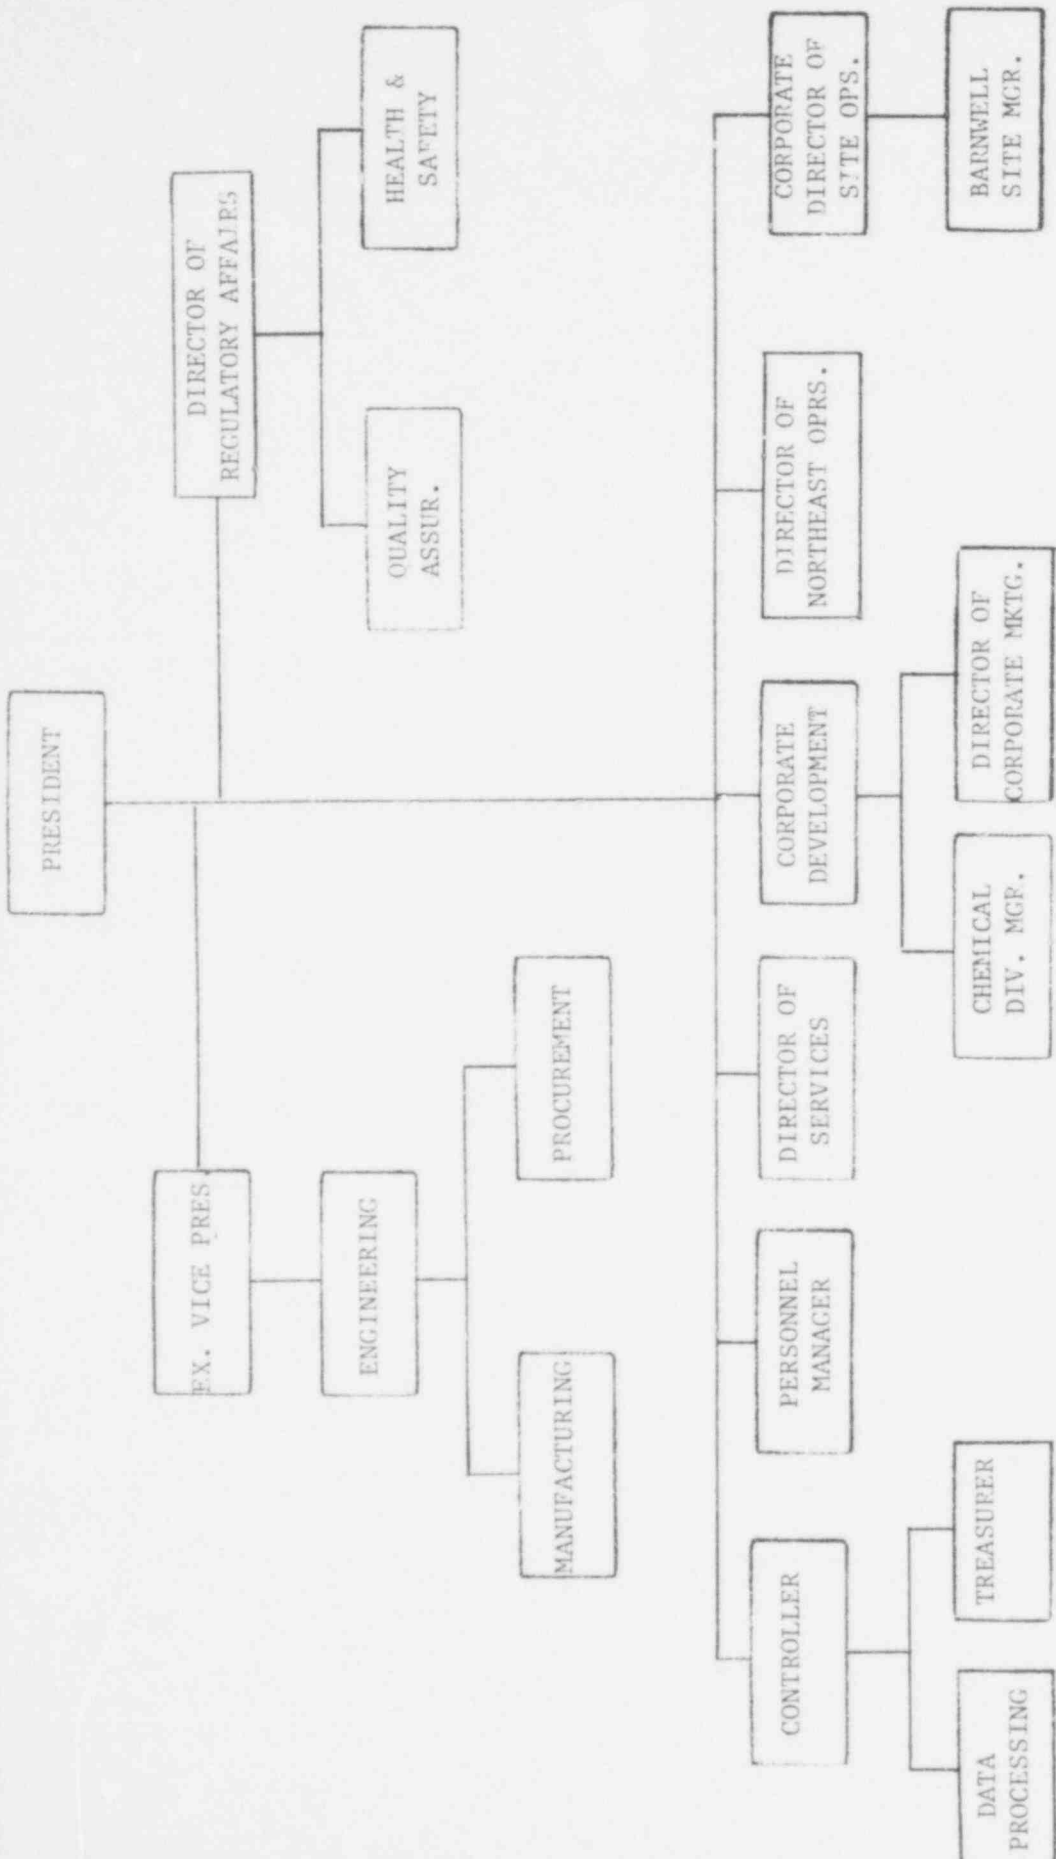 PRESIDENT
EX. VICE PRES.
DIRECTOR OF
REGULATORY AFFAIRS
ENGINEERING
QUALITY
ASSUR.
HEALTH &
SAFETY
MANUFACTURING
PROCUREMENT
CONTROLLER
PERSONNEL
MANAGER
DIRECTOR OF
SERVICES
CORPORATE
DEVELOPMENT
DIRECTOR OF
NORTHEAST OPRS.
CORPORATE
DIRECTOR OF
SITE OPS.
DATA
PROCESSING
TREASURER
CHEMICAL
DIV. MGR.
DIRECTOR OF
CORPORATE MKTG.
BARNWELL
SITE MGR.